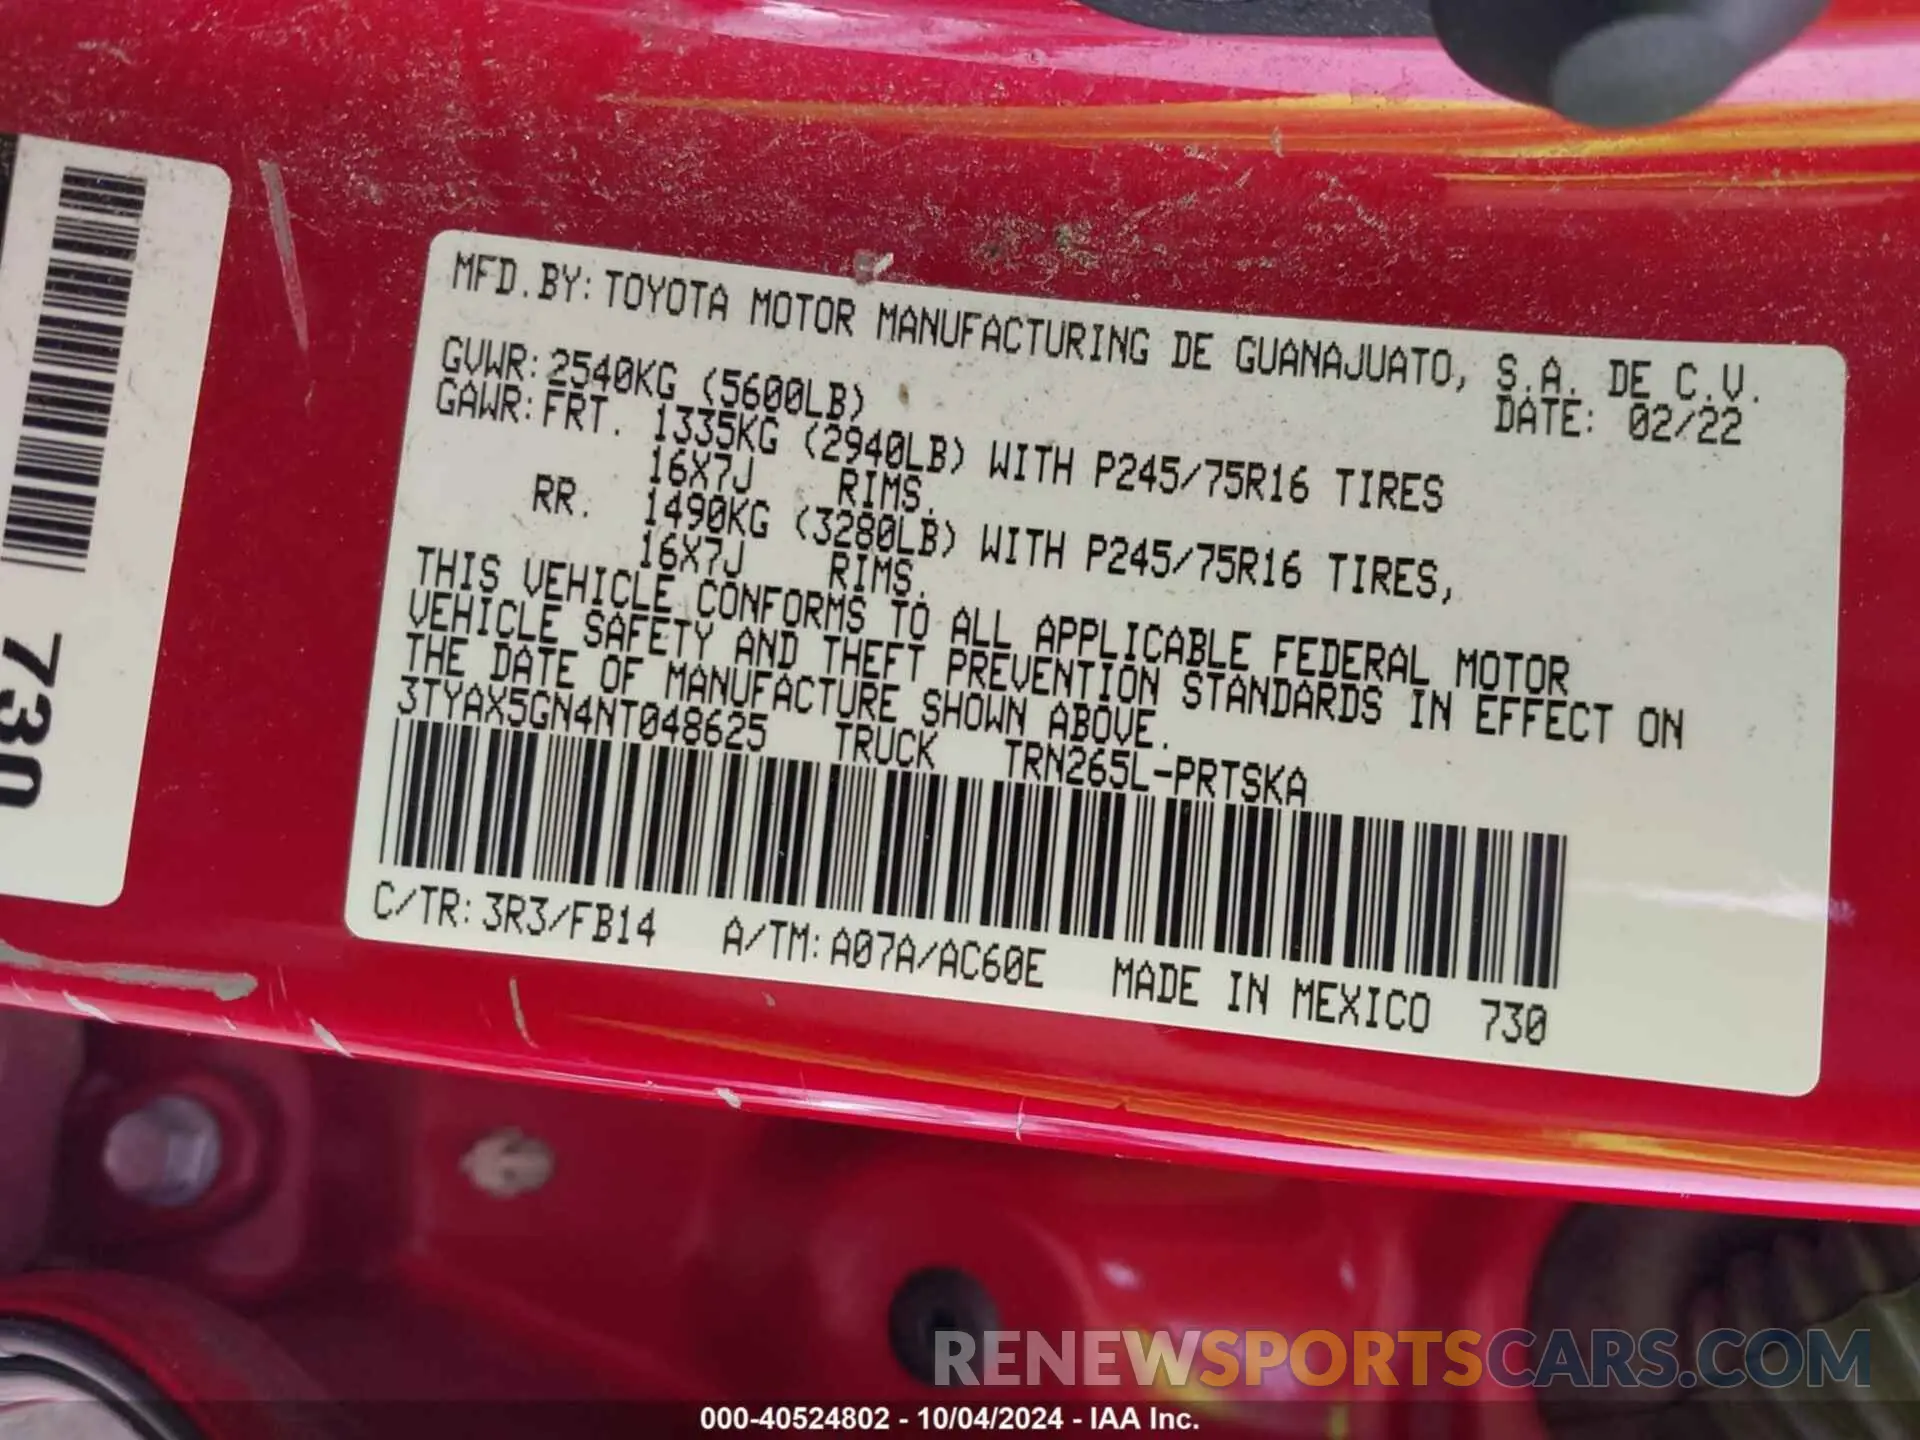 MFD.BY:TOYOTA MOTOR MANUFACTURING DE GUANAJUATO, S.A. DE C.V.
DATE: 02/22
GVWR:2540KG (5600LB)
GAWR:FRT. 1335KG (2940LB) WITH P245/75R16 TIRES
16X7J RIMS.
RR. 1490KG (3280LB) WITH P245/75R16 TIRES,
16X7J RIMS.
THIS VEHICLE CONFORMS TO ALL APPLICABLE FEDERAL MOTOR
VEHICLE SAFETY AND THEFT PREVENTION STANDARDS IN EFFECT ON
THE DATE OF MANUFACTURE SHOWN ABOVE.
3TYAX5GN4NT048625 TRUCK TRN265L-PRTSKA
C/TR:3R3/FB14 A/TM:A07A/AC60E MADE IN MEXICO 730
730
RENEWSPORTSCARS.COM
000-40524802 - 10/04/2024 - IAA Inc.